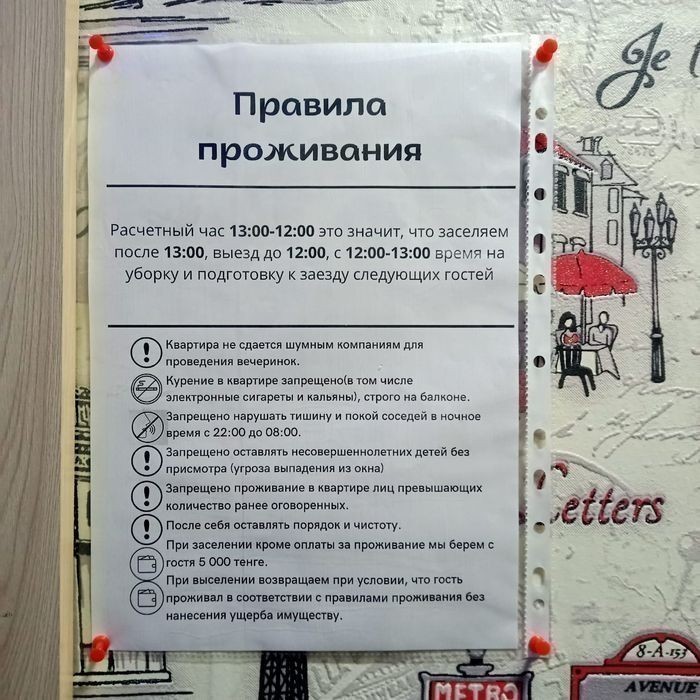 Правила
проживания
Расчетный час 13:00-12:00 это значит, что заселяем
после 13:00, выезд до 12:00, с 12:00-13:00 время на
уборку и подготовку к заезду следующих гостей
Квартира не сдается шумным компаниям для
проведения вечеринок.
Курение в квартире запрещено(в том числе
электронные сигареты и кальяны), строго на балконе.
Запрещено нарушать тишину и покой соседей в ночное
время с 22:00 до 08:00.
Запрещено оставлять несовершеннолетних детей без
присмотра (угроза выпадения из окна)
Запрещено проживание в квартире лиц превышающих
количество ранее оговоренных.
После себя оставлять порядок и чистоту.
При заселении кроме оплаты за проживание мы берем с
гостя 5 000 тенге.
При выселении возвращаем при условии, что гость
проживал в соответствии с правилами проживания без
нанесения ущерба имуществу.
Je
Letters
8-A-153
AVENUE
METRO